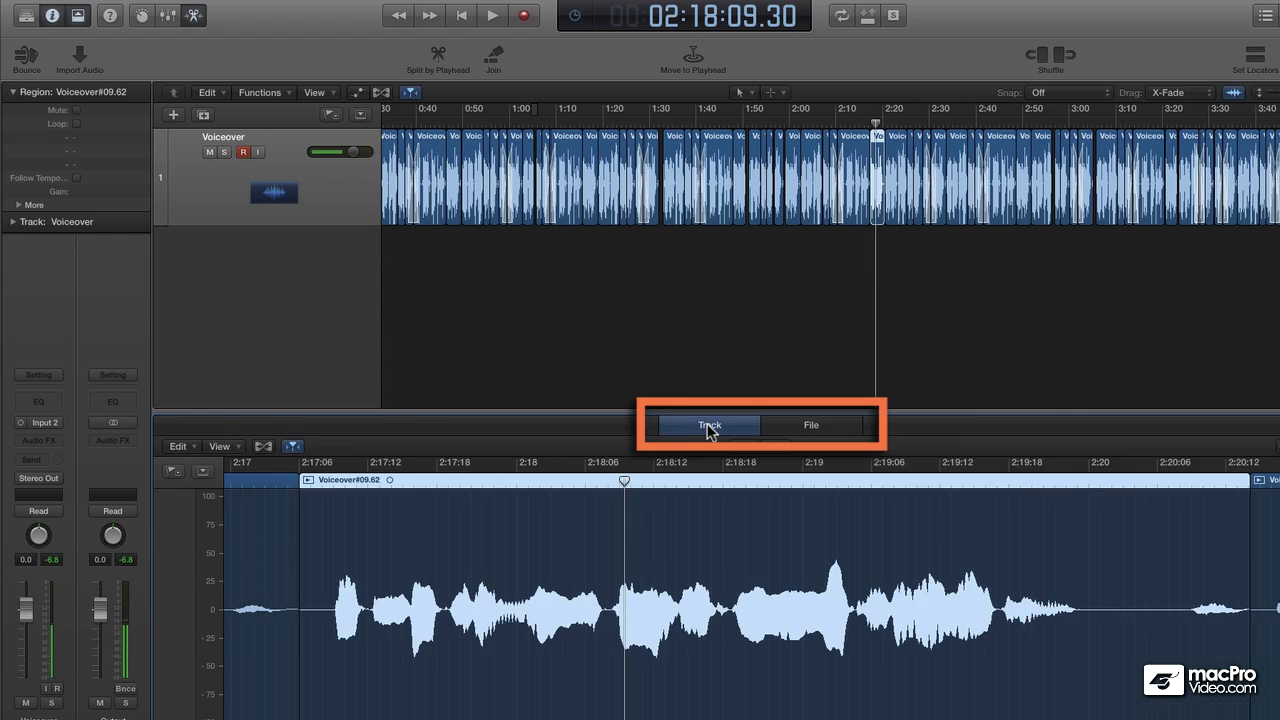 02:18:09.30
Bounce
Import Audio
Split by Playhead
Join
Move to Playhead
Shuffle
Set Locators
Region: Voiceover#09.62
Mute:
Loop:
Follow Tempo...
Gain:
More
Track: Voiceover
Edit
Functions
View
Snap: Off
Drag: X-Fade
30 0:40 0:50 1:00 1:10 1:20 1:30 1:40 1:50 2:00 2:10 2:20 2:30 2:40 2:50 3:00 3:10 3:20 3:30 3:40
1
Voiceover
M S R I
Track
File
Edit
View
2:17 2:17:06 2:17:12 2:17:18 2:18 2:18:06 2:18:12 2:18:18 2:19 2:19:06 2:19:12 2:19:18 2:20 2:20:06 2:20:12
Voiceover#09.62
100
75
50
25
0
-25
-50
-75
Setting Setting
EQ EQ
Input 2
Audio FX Audio FX
Send
Stereo Out
Read Read
0.0 -6.8 0.0 -6.8
I R Bnce
M S M S
macPro
Video.com